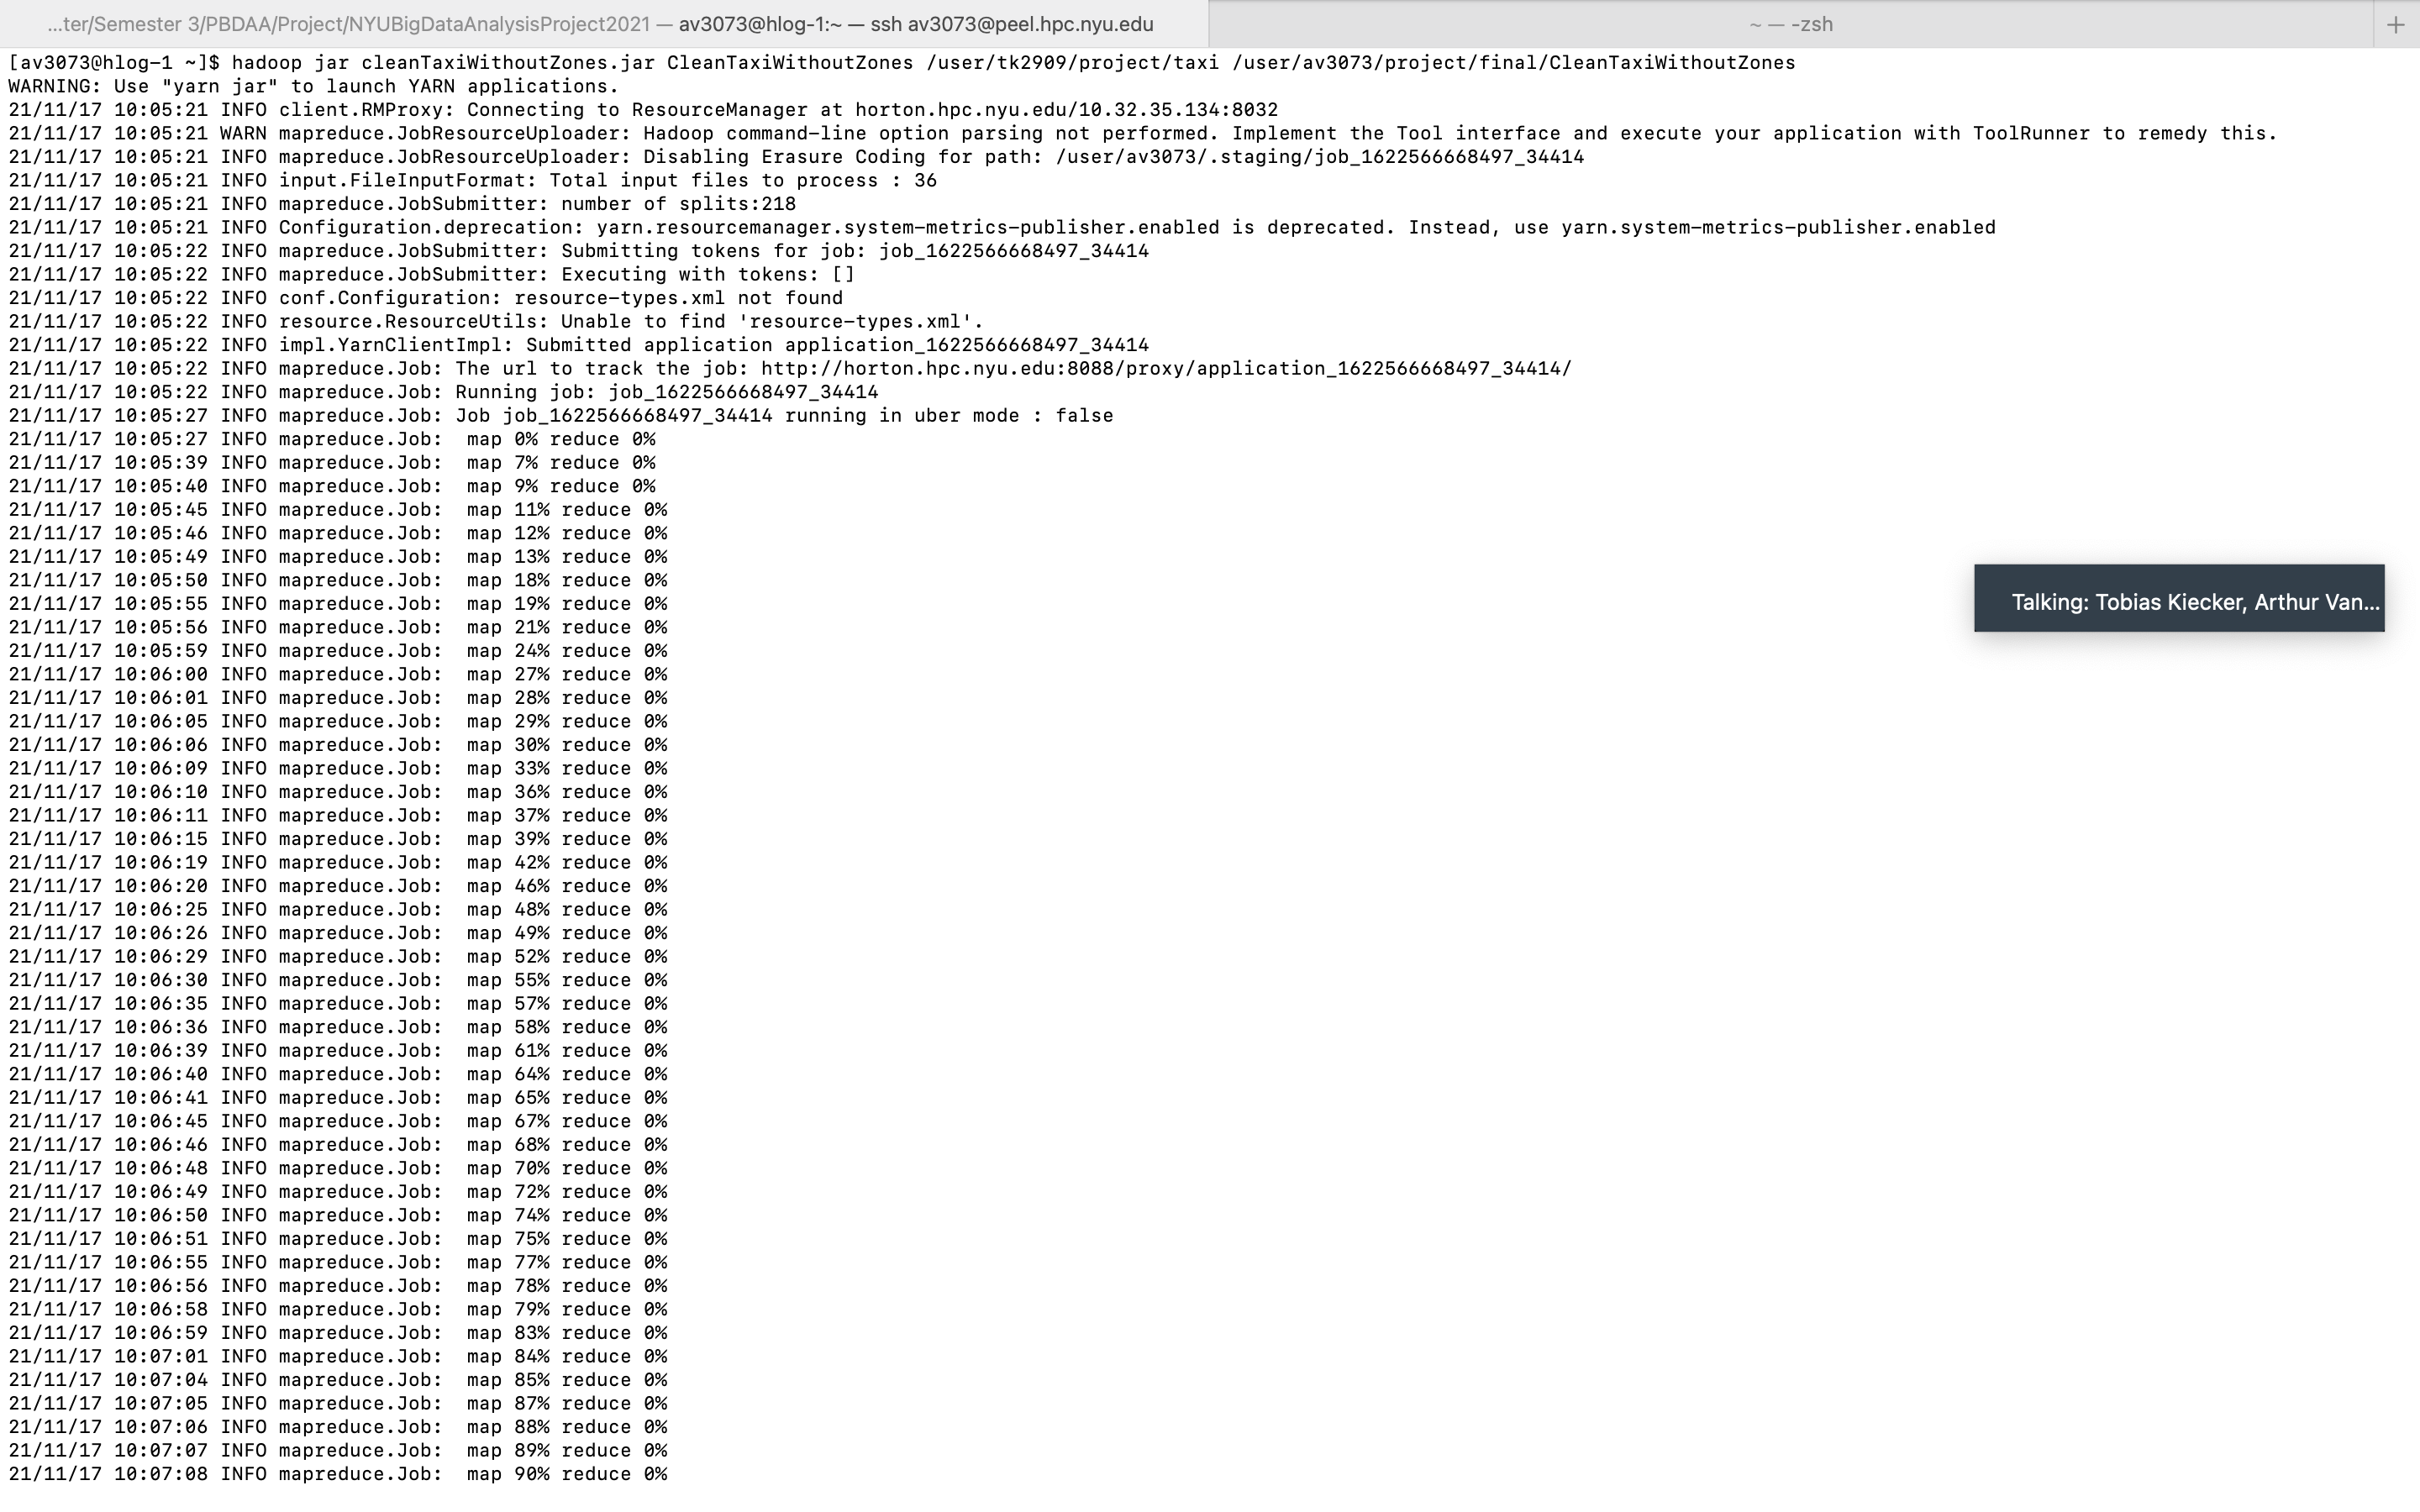 ...ter/Semester 3/PBDAA/Project/NYUBigDataAnalysisProject2021 — av3073@hlog-1:~ — ssh av3073@peel.hpc.nyu.edu
~ — -zsh
+
[av3073@hlog-1 ~]$ hadoop jar cleanTaxiWithoutZones.jar CleanTaxiWithoutZones /user/tk2909/project/taxi /user/av3073/project/final/CleanTaxiWithoutZones
WARNING: Use "yarn jar" to launch YARN applications.
21/11/17 10:05:21 INFO client.RMProxy: Connecting to ResourceManager at horton.hpc.nyu.edu/10.32.35.134:8032
21/11/17 10:05:21 WARN mapreduce.JobResourceUploader: Hadoop command-line option parsing not performed. Implement the Tool interface and execute your application with ToolRunner to remedy this.
21/11/17 10:05:21 INFO mapreduce.JobResourceUploader: Disabling Erasure Coding for path: /user/av3073/.staging/job_1622566668497_34414
21/11/17 10:05:21 INFO input.FileInputFormat: Total input files to process : 36
21/11/17 10:05:21 INFO mapreduce.JobSubmitter: number of splits:218
21/11/17 10:05:21 INFO Configuration.deprecation: yarn.resourcemanager.system-metrics-publisher.enabled is deprecated. Instead, use yarn.system-metrics-publisher.enabled
21/11/17 10:05:22 INFO mapreduce.JobSubmitter: Submitting tokens for job: job_1622566668497_34414
21/11/17 10:05:22 INFO mapreduce.JobSubmitter: Executing with tokens: []
21/11/17 10:05:22 INFO conf.Configuration: resource-types.xml not found
21/11/17 10:05:22 INFO resource.ResourceUtils: Unable to find 'resource-types.xml'.
21/11/17 10:05:22 INFO impl.YarnClientImpl: Submitted application application_1622566668497_34414
21/11/17 10:05:22 INFO mapreduce.Job: The url to track the job: http://horton.hpc.nyu.edu:8088/proxy/application_1622566668497_34414/
21/11/17 10:05:22 INFO mapreduce.Job: Running job: job_1622566668497_34414
21/11/17 10:05:27 INFO mapreduce.Job: Job job_1622566668497_34414 running in uber mode : false
21/11/17 10:05:27 INFO mapreduce.Job:  map 0% reduce 0%
21/11/17 10:05:39 INFO mapreduce.Job:  map 7% reduce 0%
21/11/17 10:05:40 INFO mapreduce.Job:  map 9% reduce 0%
21/11/17 10:05:45 INFO mapreduce.Job:  map 11% reduce 0%
21/11/17 10:05:46 INFO mapreduce.Job:  map 12% reduce 0%
21/11/17 10:05:49 INFO mapreduce.Job:  map 13% reduce 0%
21/11/17 10:05:50 INFO mapreduce.Job:  map 18% reduce 0%
21/11/17 10:05:55 INFO mapreduce.Job:  map 19% reduce 0%
Talking: Tobias Kiecker, Arthur Van...
21/11/17 10:05:56 INFO mapreduce.Job:  map 21% reduce 0%
21/11/17 10:05:59 INFO mapreduce.Job:  map 24% reduce 0%
21/11/17 10:06:00 INFO mapreduce.Job:  map 27% reduce 0%
21/11/17 10:06:01 INFO mapreduce.Job:  map 28% reduce 0%
21/11/17 10:06:05 INFO mapreduce.Job:  map 29% reduce 0%
21/11/17 10:06:06 INFO mapreduce.Job:  map 30% reduce 0%
21/11/17 10:06:09 INFO mapreduce.Job:  map 33% reduce 0%
21/11/17 10:06:10 INFO mapreduce.Job:  map 36% reduce 0%
21/11/17 10:06:11 INFO mapreduce.Job:  map 37% reduce 0%
21/11/17 10:06:15 INFO mapreduce.Job:  map 39% reduce 0%
21/11/17 10:06:19 INFO mapreduce.Job:  map 42% reduce 0%
21/11/17 10:06:20 INFO mapreduce.Job:  map 46% reduce 0%
21/11/17 10:06:25 INFO mapreduce.Job:  map 48% reduce 0%
21/11/17 10:06:26 INFO mapreduce.Job:  map 49% reduce 0%
21/11/17 10:06:29 INFO mapreduce.Job:  map 52% reduce 0%
21/11/17 10:06:30 INFO mapreduce.Job:  map 55% reduce 0%
21/11/17 10:06:35 INFO mapreduce.Job:  map 57% reduce 0%
21/11/17 10:06:36 INFO mapreduce.Job:  map 58% reduce 0%
21/11/17 10:06:39 INFO mapreduce.Job:  map 61% reduce 0%
21/11/17 10:06:40 INFO mapreduce.Job:  map 64% reduce 0%
21/11/17 10:06:41 INFO mapreduce.Job:  map 65% reduce 0%
21/11/17 10:06:45 INFO mapreduce.Job:  map 67% reduce 0%
21/11/17 10:06:46 INFO mapreduce.Job:  map 68% reduce 0%
21/11/17 10:06:48 INFO mapreduce.Job:  map 70% reduce 0%
21/11/17 10:06:49 INFO mapreduce.Job:  map 72% reduce 0%
21/11/17 10:06:50 INFO mapreduce.Job:  map 74% reduce 0%
21/11/17 10:06:51 INFO mapreduce.Job:  map 75% reduce 0%
21/11/17 10:06:55 INFO mapreduce.Job:  map 77% reduce 0%
21/11/17 10:06:56 INFO mapreduce.Job:  map 78% reduce 0%
21/11/17 10:06:58 INFO mapreduce.Job:  map 79% reduce 0%
21/11/17 10:06:59 INFO mapreduce.Job:  map 83% reduce 0%
21/11/17 10:07:01 INFO mapreduce.Job:  map 84% reduce 0%
21/11/17 10:07:04 INFO mapreduce.Job:  map 85% reduce 0%
21/11/17 10:07:05 INFO mapreduce.Job:  map 87% reduce 0%
21/11/17 10:07:06 INFO mapreduce.Job:  map 88% reduce 0%
21/11/17 10:07:07 INFO mapreduce.Job:  map 89% reduce 0%
21/11/17 10:07:08 INFO mapreduce.Job:  map 90% reduce 0%